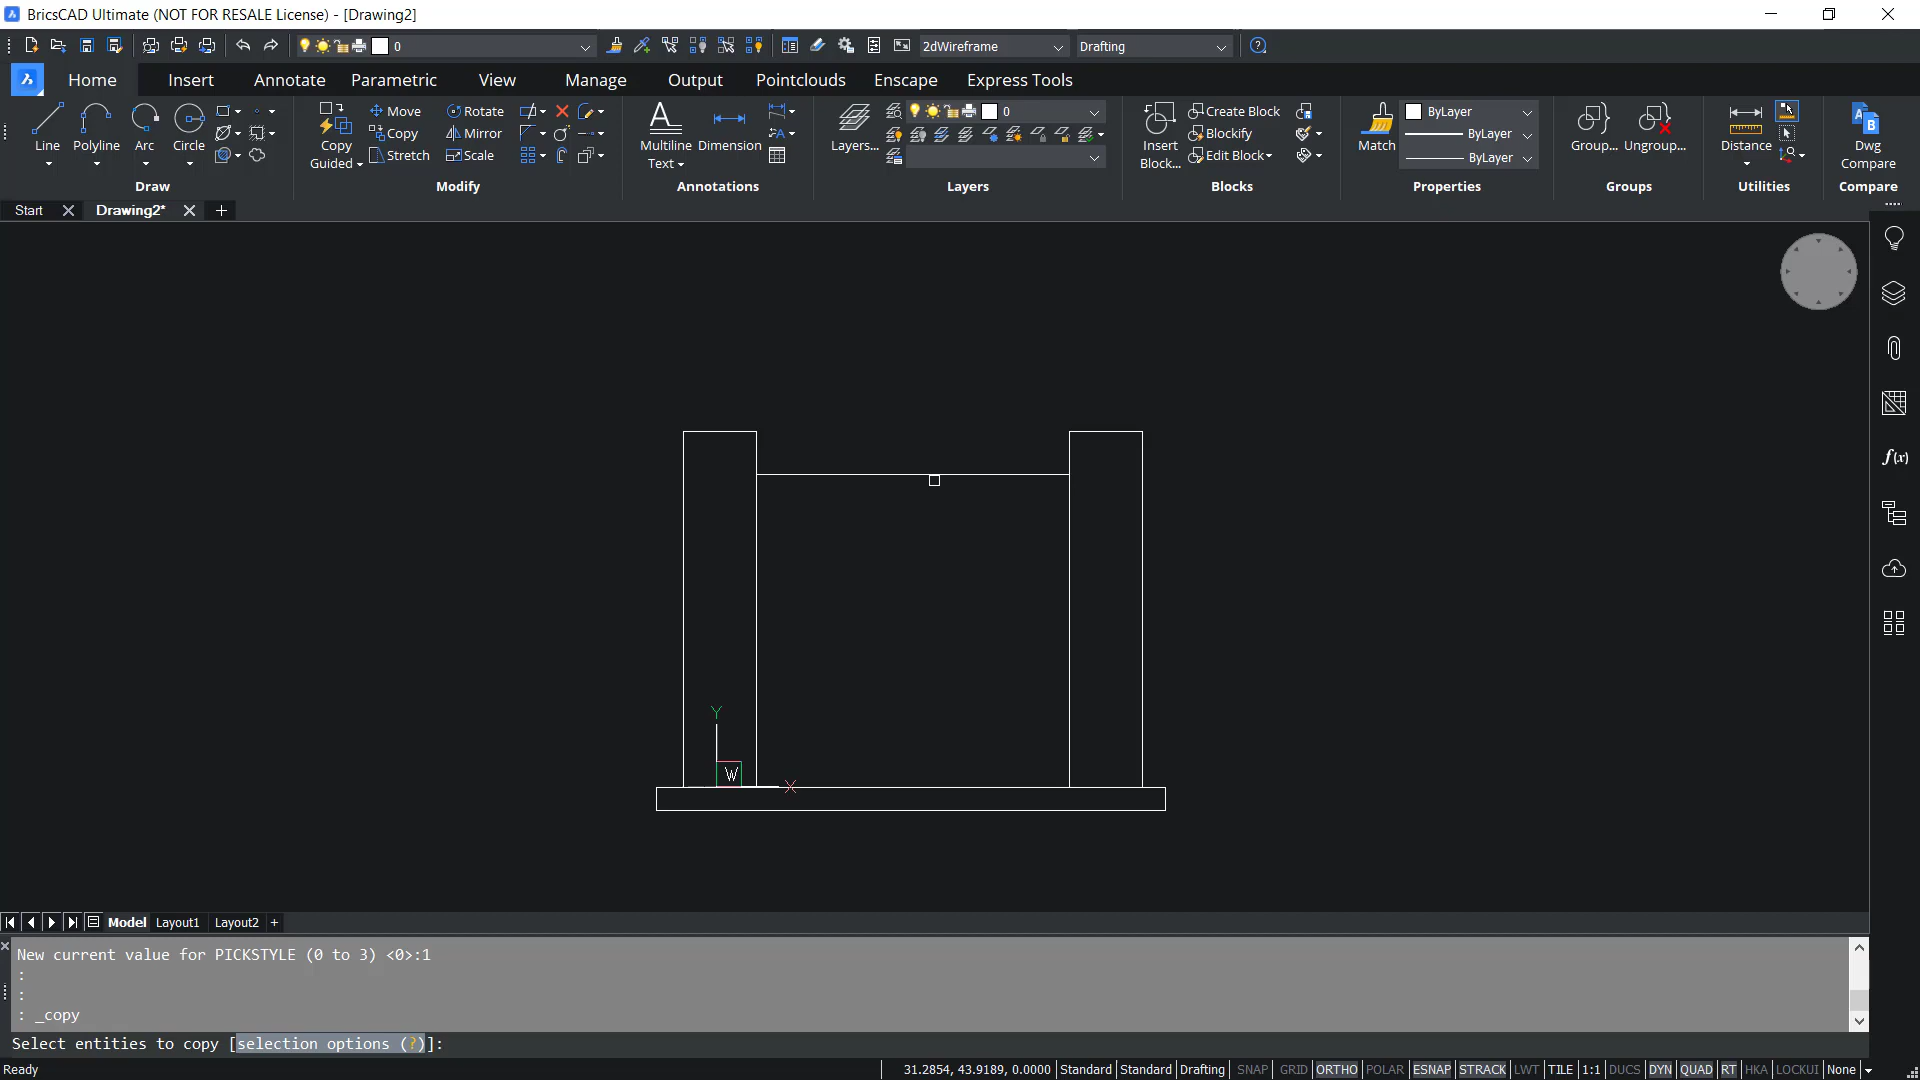 BricsCAD Ultimate (NOT FOR RESALE License) - [Drawing2]
0 2dWireframe Drafting
Home Insert Annotate Parametric View Manage Output Pointclouds Enscape Express Tools
Line Polyline Arc Circle
Draw
Copy Guided Move Rotate
Copy Mirror
Stretch Scale
Modify
A Multiline Text Dimension
Annotations
Layers... 0
Layers
Insert Block... Create Block
Blockify
Edit Block
Blocks
Match ByLayer
ByLayer
ByLayer
Properties
Group... Ungroup...
Groups
Distance
Utilities
A B Dwg Compare
Compare
Start Drawing2*
f(x)
Y
W X
Model Layout1 Layout2
New current value for PICKSTYLE (0 to 3) <0>:1
:
:
: _copy
Select entities to copy [selection options (?)]:
Ready 31.2854, 43.9189, 0.0000 Standard Standard Drafting SNAP GRID ORTHO POLAR ESNAP STRACK LWT TILE 1:1 DUCS DYN QUAD RT HKA LOCKUI None